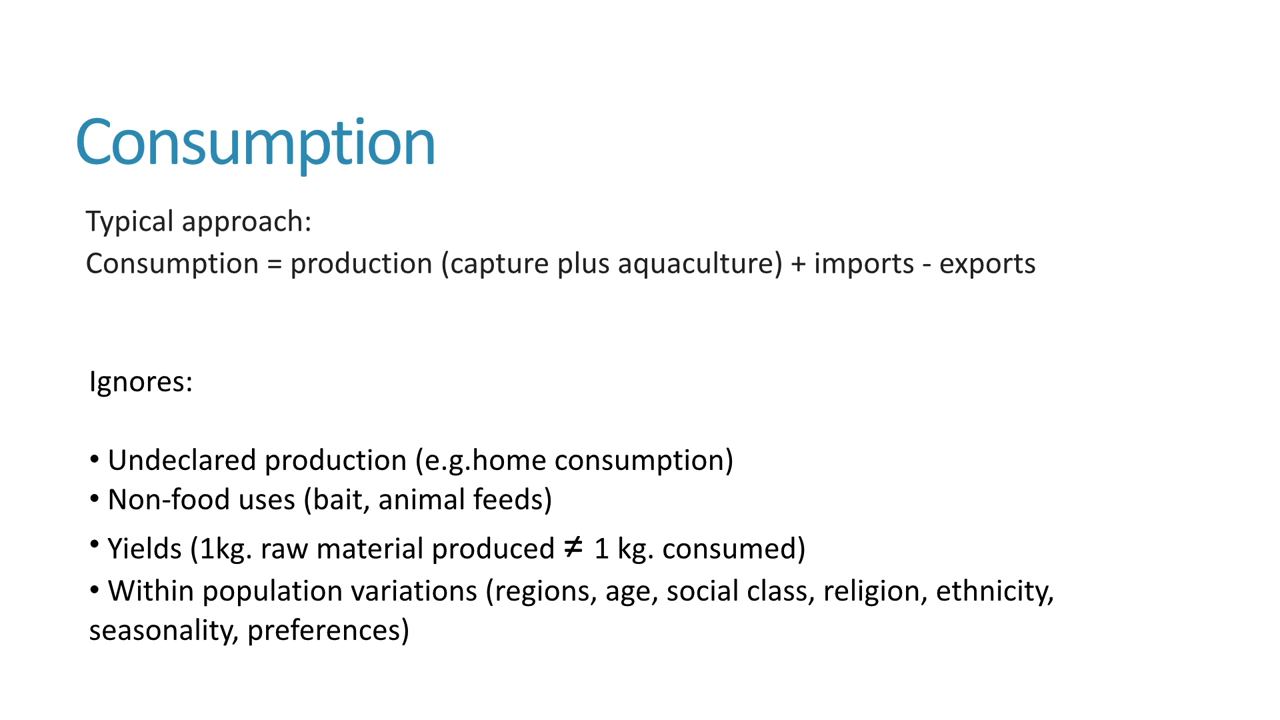 Consumption
Typical approach:
Consumption = production (capture plus aquaculture) + imports - exports
Ignores:
• Undeclared production (e.g.home consumption)
• Non-food uses (bait, animal feeds)
• Yields (1kg. raw material produced ≠ 1 kg. consumed)
• Within population variations (regions, age, social class, religion, ethnicity,
seasonality, preferences)